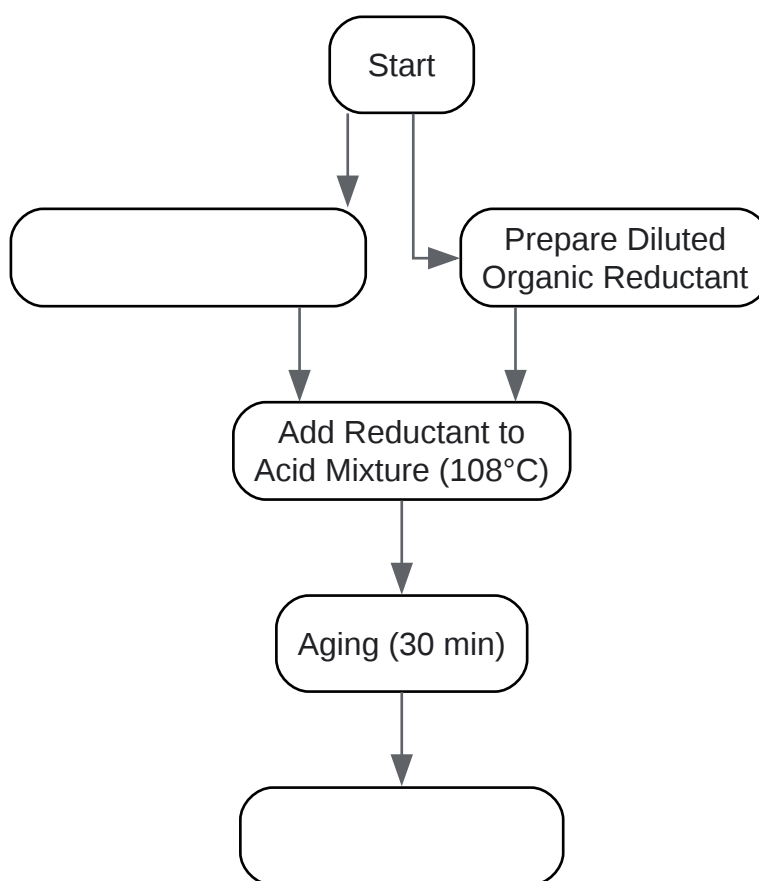 Start
Prepare Diluted
Organic Reductant
Add Reductant to
Acid Mixture (108°C)
Aging (30 min)